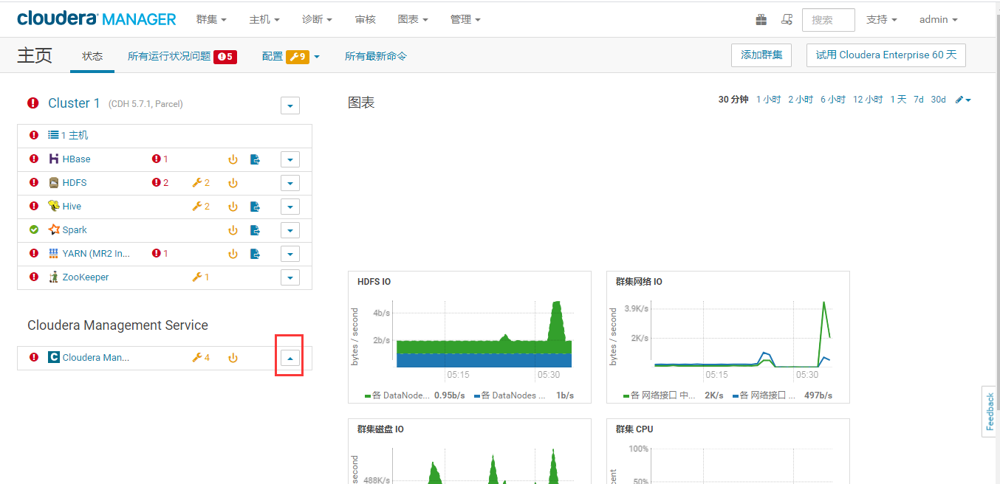 cloudera MANAGER 群集 主机 诊断 审核 图表 管理 搜索 支持 admin
主页 状态 所有运行状况问题 5 配置 9 所有最新命令 添加群集 试用 Cloudera Enterprise 60 天
Cluster 1 (CDH 5.7.1, Parcel)
1 主机
HBase 1
HDFS 2 2
Hive 2
Spark
YARN (MR2 In... 1
ZooKeeper 1
Cloudera Management Service
C Cloudera Man... 4
图表 30 分钟 1 小时 2 小时 6 小时 12 小时 1 天 7d 30d
HDFS IO
bytes / second
4b/s
2b/s
05:15 05:30
各 DataNode... 0.95b/s 各 DataNodes ... 1b/s
群集网络 IO
bytes / second
3.9K/s
2K/s
05:15 05:30
各 网络接口 中... 2K/s 各 网络接口 ... 497b/s
群集磁盘 IO
second
488K/s
群集 CPU
cent
100%
50%
Feedback